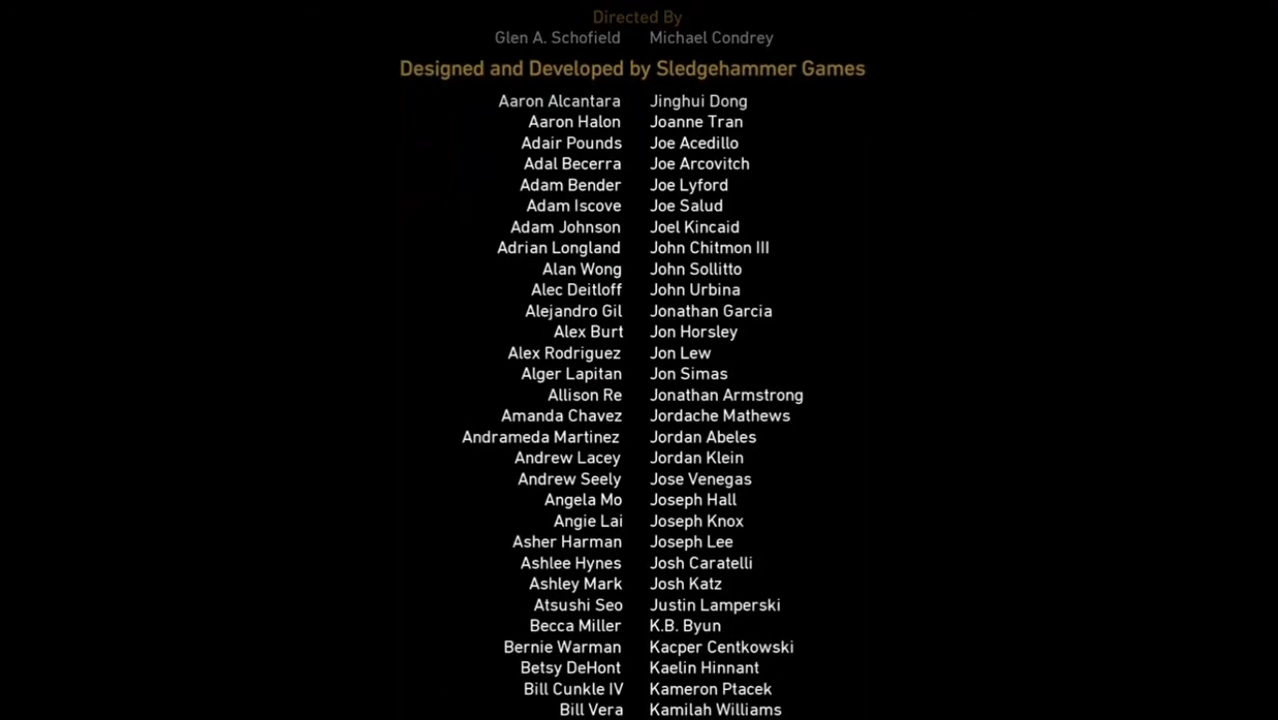 Directed By
Glen A. Schofield Michael Condrey
Designed and Developed by Sledgehammer Games
Aaron Alcantara Jinghui Dong
Aaron Halon Joanne Tran
Adair Pounds Joe Acedillo
Adal Becerra Joe Arcovitch
Adam Bender Joe Lyford
Adam Iscove Joe Salud
Adam Johnson Joel Kincaid
Adrian Longland John Chitmon III
Alan Wong John Sollitto
Alec Deitloff John Urbina
Alejandro Gil Jonathan Garcia
Alex Burt Jon Horsley
Alex Rodriguez Jon Lew
Alger Lapitan Jon Simas
Allison Re Jonathan Armstrong
Amanda Chavez Jordache Mathews
Andrameda Martinez Jordan Abeles
Andrew Lacey Jordan Klein
Andrew Seely Jose Venegas
Angela Mo Joseph Hall
Angie Lai Joseph Knox
Asher Harman Joseph Lee
Ashlee Hynes Josh Caratelli
Ashley Mark Josh Katz
Atsushi Seo Justin Lamperski
Becca Miller K.B. Byun
Bernie Warman Kacper Centkowski
Betsy DeHont Kaelin Hinnant
Bill Cunkle IV Kameron Ptacek
Bill Vera Kamilah Williams